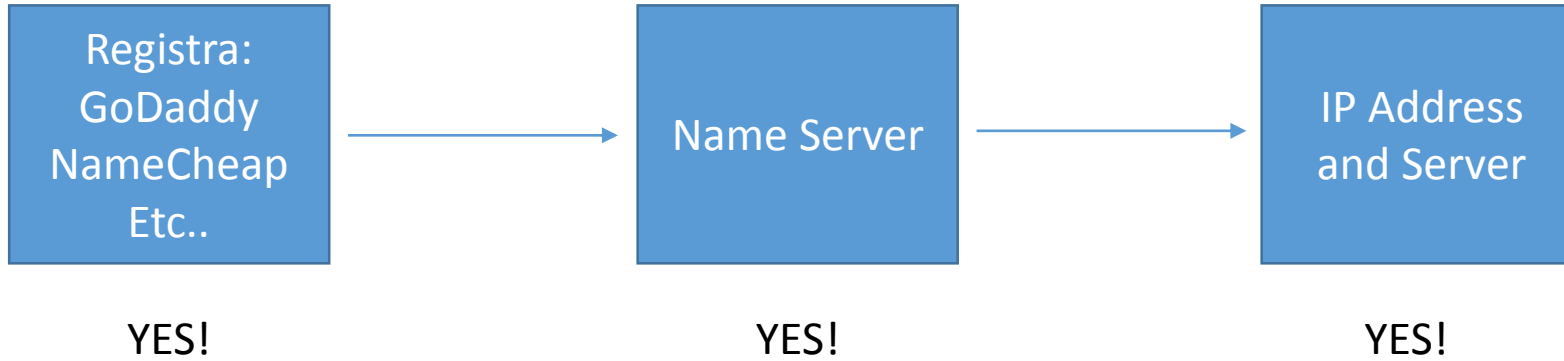 Registra:
GoDaddy
NameCheap
Etc..
Name Server
IP Address
and Server
YES!
YES!
YES!